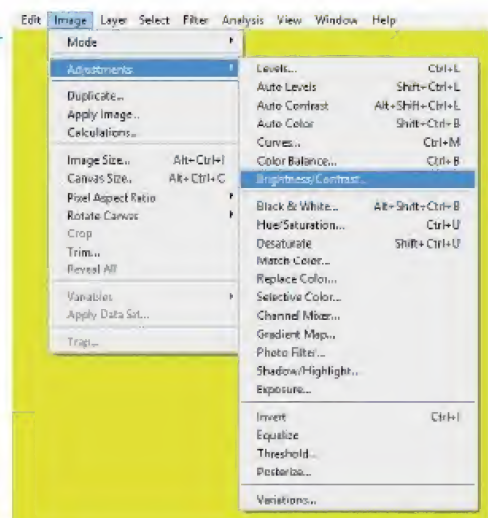 Edit Image Layer Select Filter Analysis View Window Help
Mode
Adjustments
Duplicate...
Apply Image...
Calculations...
Image Size... Alt+Ctrl+I
Canvas Size.. Alt+Ctrl+C
Pixel Aspect Ratio
Rotate Canvas
Crop
Trim...
Reveal All
Variables
Apply Data Set...
Trap...
Levels... Ctrl+L
Auto Levels Shift+Ctrl+L
Auto Contrast Alt+Shift+Ctrl+L
Auto Color Shift+Ctrl+B
Curves... Ctrl+M
Color Balance... Ctrl+B
Brightness/Contrast...
Black & White... Alt+Shift+Ctrl+B
Hue/Saturation... Ctrl+U
Desaturate Shift+Ctrl+U
Match Color...
Replace Color...
Selective Color...
Channel Mixer...
Gradient Map...
Photo Filter...
Shadow/Highlight...
Exposure...
Invert Ctrl+I
Equalize
Threshold...
Posterize...
Variations...